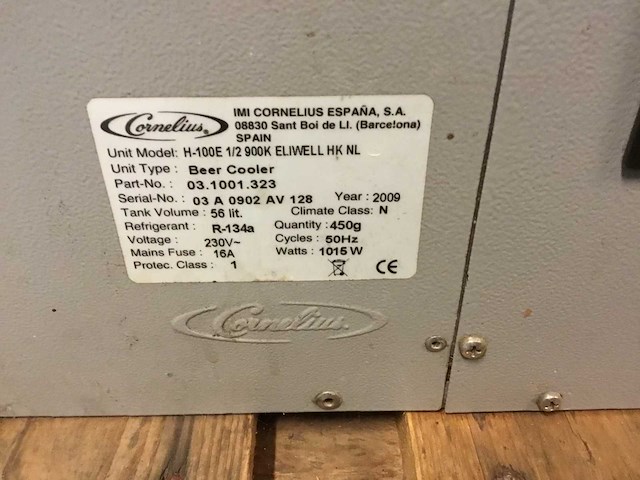 Cornelius
IMI CORNELIUS ESPAÑA, S.A.
08830 Sant Boi de Ll. (Barcelona)
SPAIN
Unit Model: H-100E 1/2 900K ELIWELL HK NL
Unit Type : Beer Cooler
Part-No. : 03.1001.323
Serial-No. : 03 A 0902 AV 128 Year : 2009
Tank Volume : 56 lit. Climate Class: N
Refrigerant : R-134a Quantity : 450g
Voltage : 230V~ Cycles : 50Hz
Mains Fuse : 16A Watts : 1015 W
Protec. Class : 1 CE
Cornelius